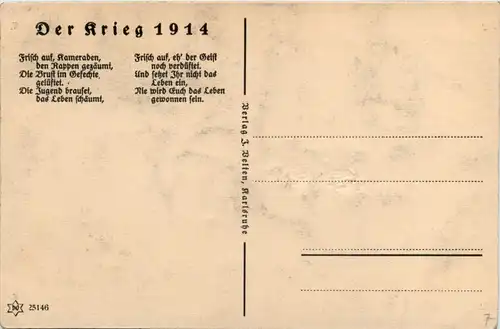 Der Krieg 1914
Frisch auf, Kameraden,
den Rappen gezäumt,
Die Brust im Gefechte
gelüftet.
Die Jugend brauset,
das Leben schäumt,
Frisch auf, eh' der Geist
noch verdüftet.
Und setzet Ihr nicht das
Leben ein,
Nie wird Euch das Leben
gewonnen sein.
Verlag J. Velten, Karlsruhe
25146
7